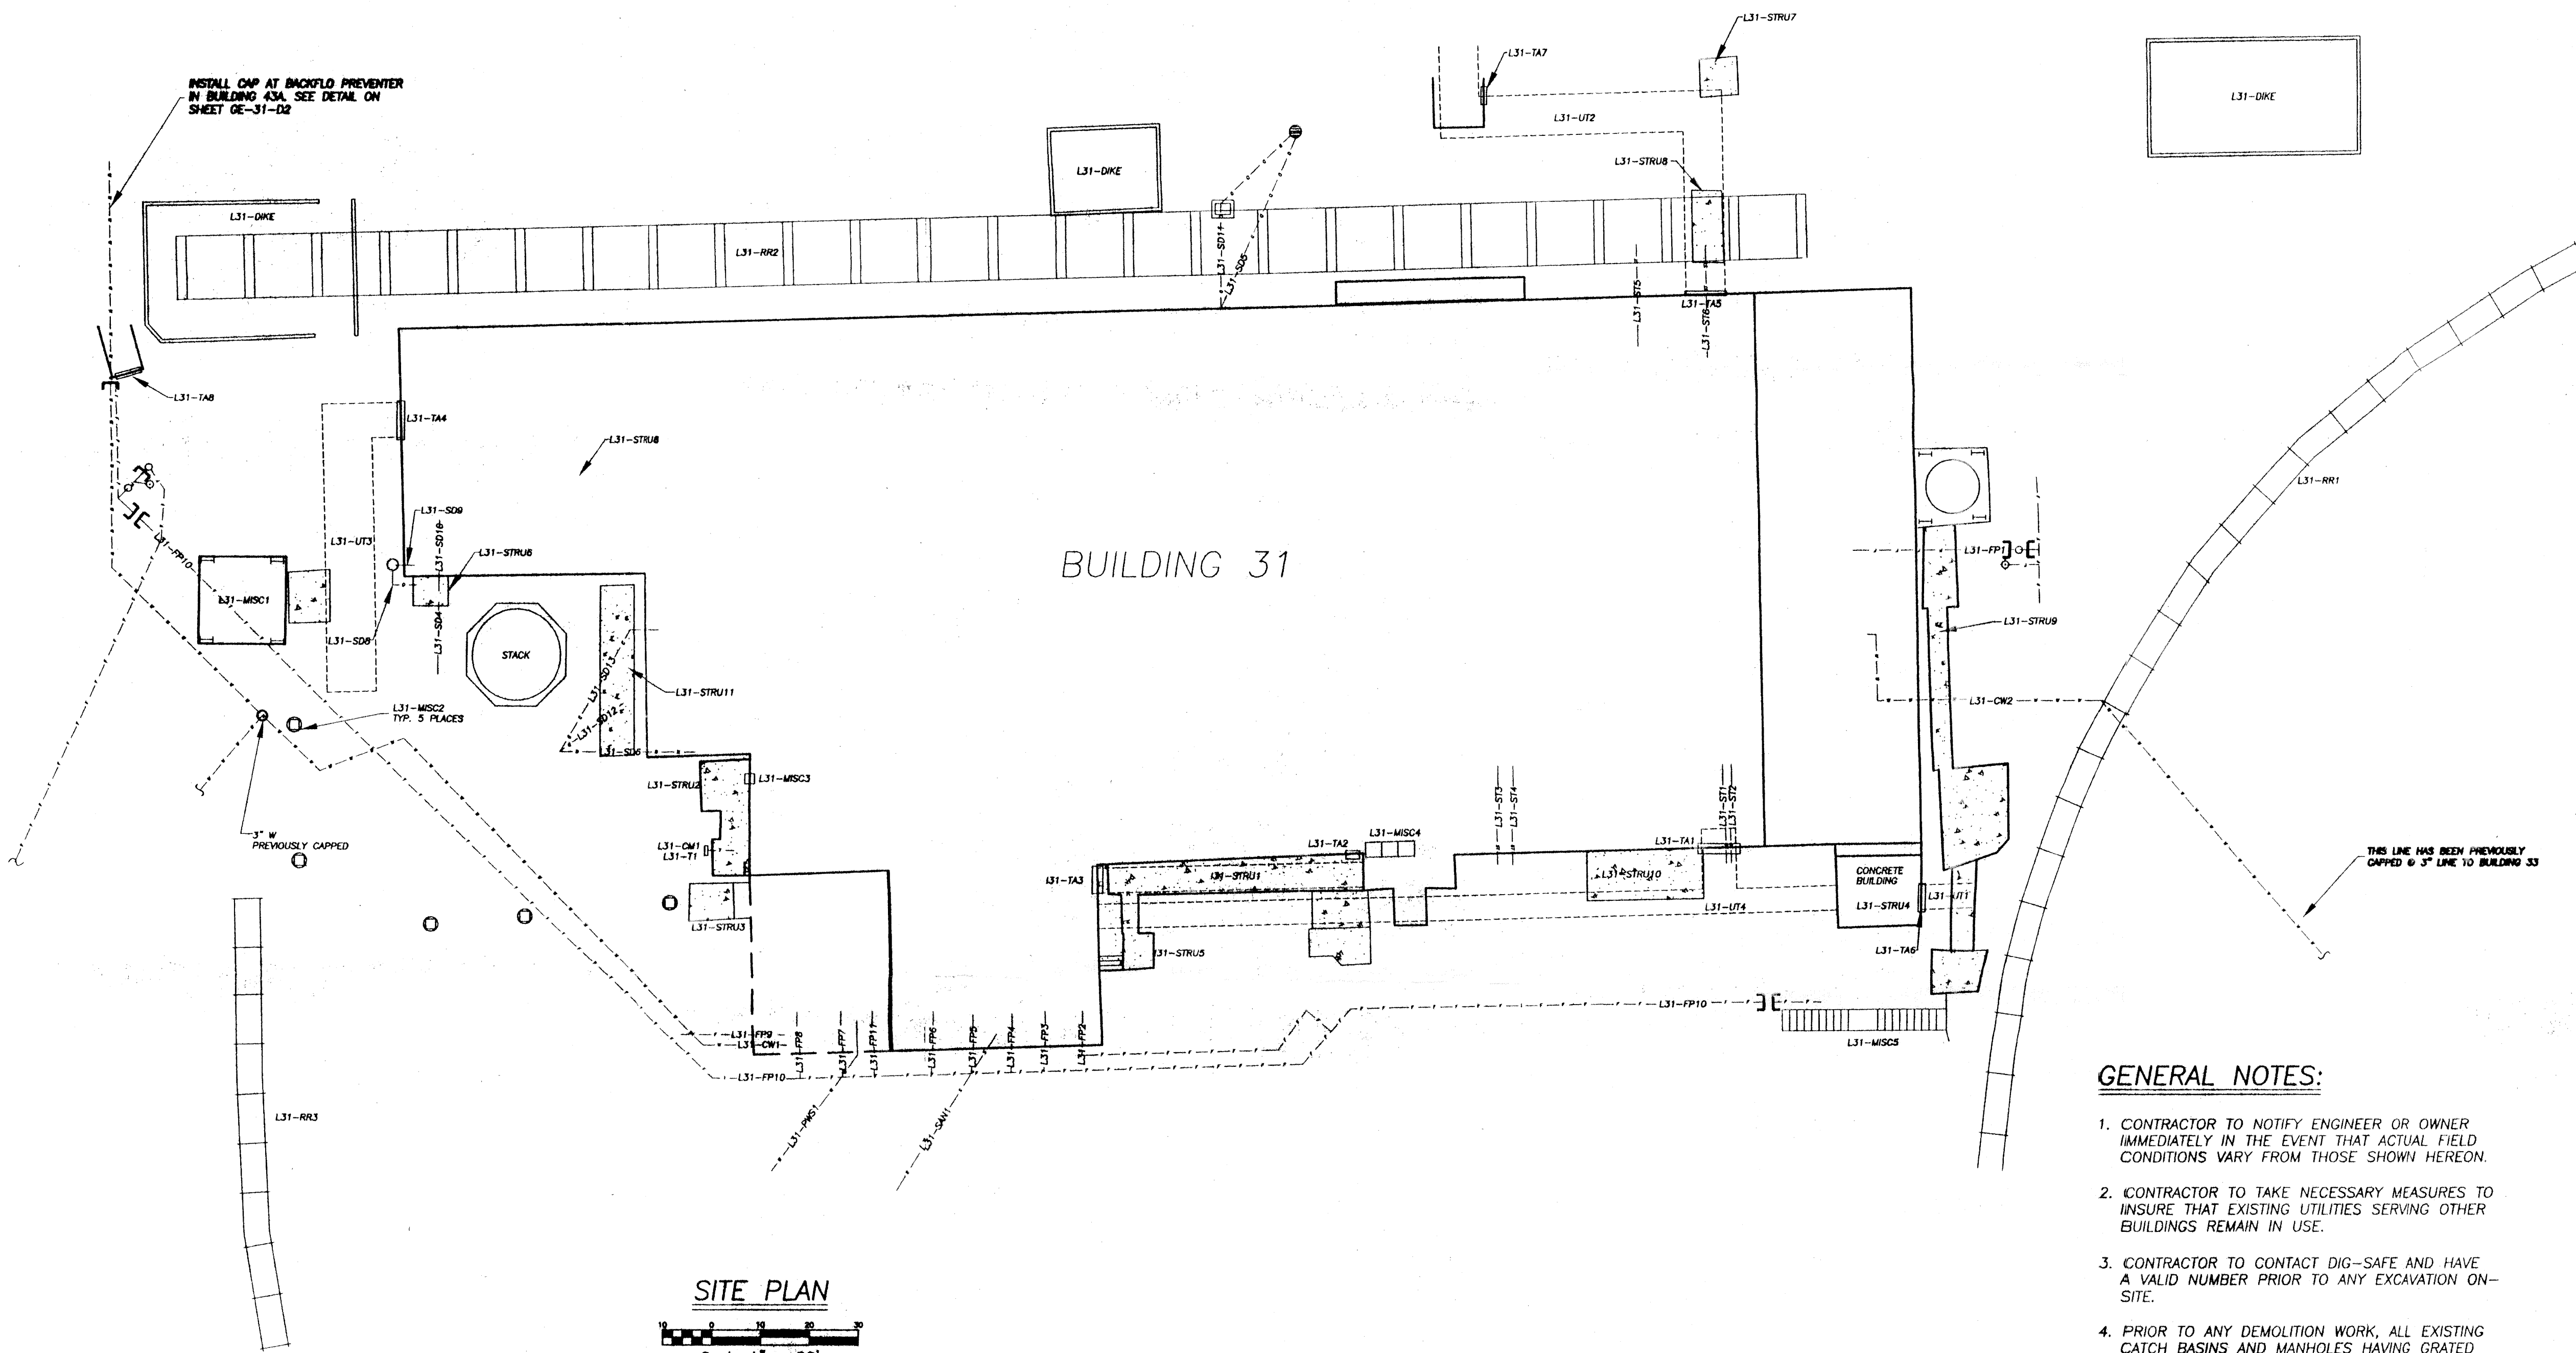 L31-STRU7
L31-TA7
INSTALL CAP AT BACKFLO PREVENTER
IN BUILDING 43A. SEE DETAIL ON
SHEET GE-31-D2
L31-DIKE
L31-UT2
L31-STRU8
L31-DIKE
L31-DIKE
L31-SD14
L31-RR2
L31-SD5
L31-ST5
L31-TA5
L31-ST6
L31-TA8
L31-TA4
L31-STRU8
L31-RR1
L31-SD9
L31-SD10
L31-UT3
L31-STRU6
L31-FP10
L31-FP1
BUILDING 31
L31-MISC1
L31-SD4
L31-STRU9
L31-SD8
STACK
L31-SD13
L31-STRU11
L31-CW2
L31-MISC2
TYP. 5 PLACES
L31-SD12
L31-SD6
L31-MISC3
L31-STRU2
L31-ST3
L31-ST4
L31-ST1
L31-ST2
3" W
PREVIOUSLY CAPPED
L31-MISC4
L31-TA2
L31-TA1
L31-CM1
L31-T1
THIS LINE HAS BEEN PREVIOUSLY
CAPPED @ 3" LINE TO BUILDING 33
L31-TA3
L31-STRU1
L31-STRU10
CONCRETE
BUILDING
L31-UT1
L31-STRU4
L31-UT4
L31-STRU3
L31-STRU5
L31-TA6
L31-FP10
L31-FP9
L31-CW1
L31-FP8
L31-FP7
L31-FP11
L31-FP6
L31-FP5
L31-FP4
L31-FP3
L31-FP2
L31-MISC5
L31-FP10
L31-RR3
L31-PWS1
L31-SAN1
GENERAL NOTES:
1. CONTRACTOR TO NOTIFY ENGINEER OR OWNER
IMMEDIATELY IN THE EVENT THAT ACTUAL FIELD
CONDITIONS VARY FROM THOSE SHOWN HEREON.
2. CONTRACTOR TO TAKE NECESSARY MEASURES TO
INSURE THAT EXISTING UTILITIES SERVING OTHER
BUILDINGS REMAIN IN USE.
3. CONTRACTOR TO CONTACT DIG-SAFE AND HAVE
A VALID NUMBER PRIOR TO ANY EXCAVATION ON-
SITE.
4. PRIOR TO ANY DEMOLITION WORK, ALL EXISTING
CATCH BASINS AND MANHOLES HAVING GRATED
SITE PLAN
10 0 10 20 30